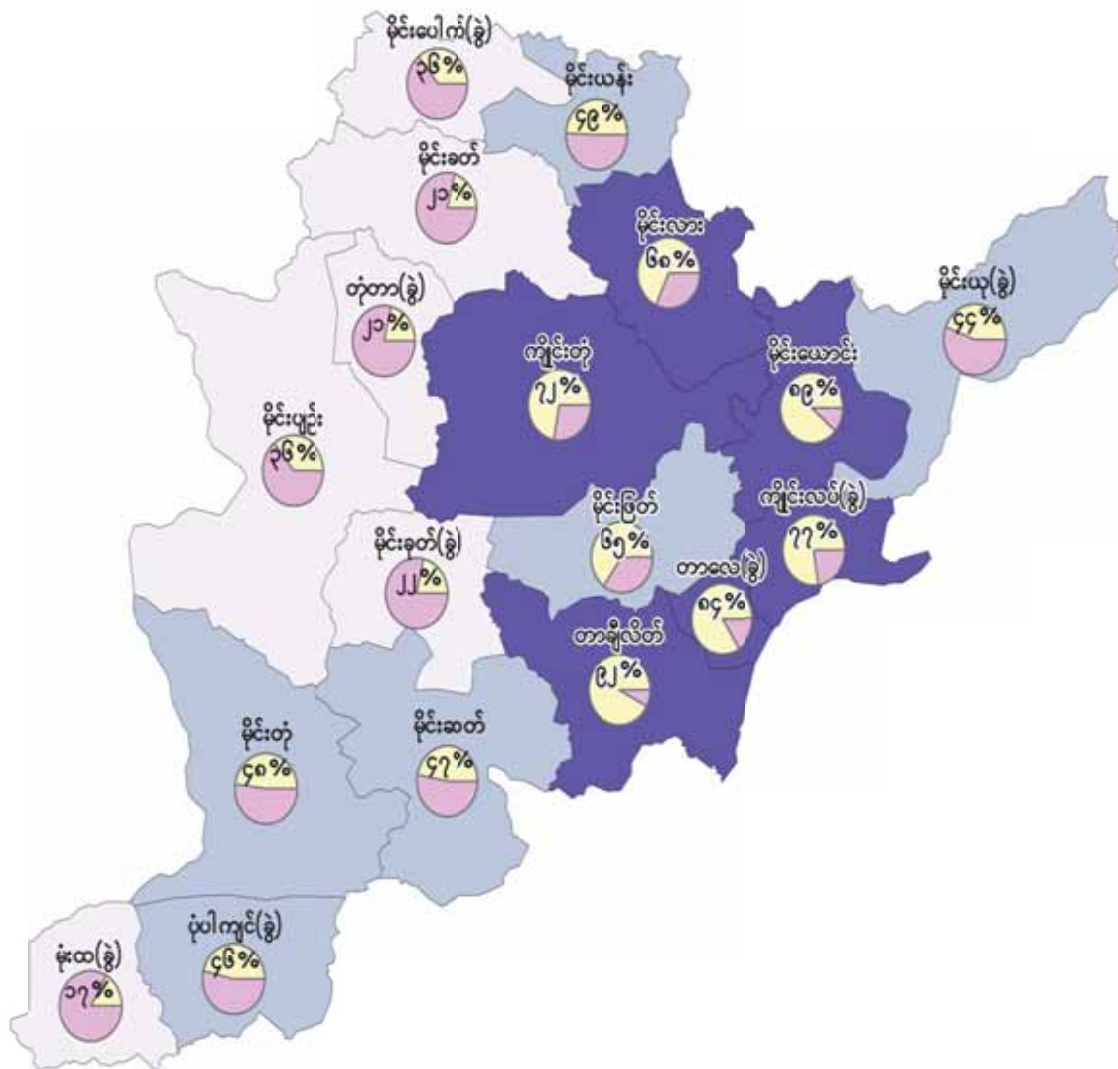 မိုင်းပေါက်(ခွဲ)
၃၆%
မိုင်းယန်း
၄၉%
မိုင်းခတ်
၂၁%
မိုင်းလား
၆၈%
မိုင်းယု(ခွဲ)
၄၄%
တုံတာ(ခွဲ)
၂၁%
ကျိုင်းတုံ
၇၂%
မိုင်းယောင်း
၈၉%
မိုင်းပျဉ်း
၃၆%
ကျိုင်းလပ်(ခွဲ)
၇၇%
မိုင်းဖြတ်
၆၅%
မိုင်းခုတ်(ခွဲ)
၂၂%
တာလေ(ခွဲ)
၈၄%
တာချီလိတ်
၉၂%
မိုင်းတုံ
၄၈%
မိုင်းဆတ်
၄၇%
ပုံပါကျင်(ခွဲ)
၄၆%
မုံးထ(ခွဲ)
၁၇%